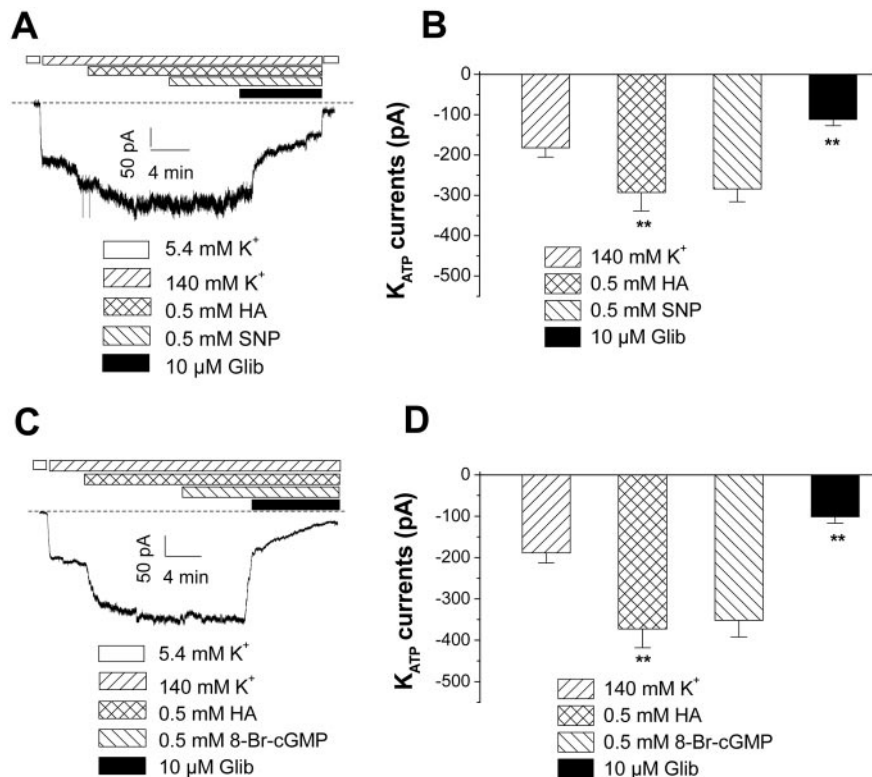 A
50 pA
4 min
5.4 mM K⁺
140 mM K⁺
0.5 mM HA
0.5 mM SNP
10 µM Glib
B
K_ATP currents (pA)
0
-100
-200
-300
-400
-500
**
**
140 mM K⁺
0.5 mM HA
0.5 mM SNP
10 µM Glib
C
50 pA
4 min
5.4 mM K⁺
140 mM K⁺
0.5 mM HA
0.5 mM 8-Br-cGMP
10 µM Glib
D
K_ATP currents (pA)
0
-100
-200
-300
-400
-500
**
**
140 mM K⁺
0.5 mM HA
0.5 mM 8-Br-cGMP
10 µM Glib